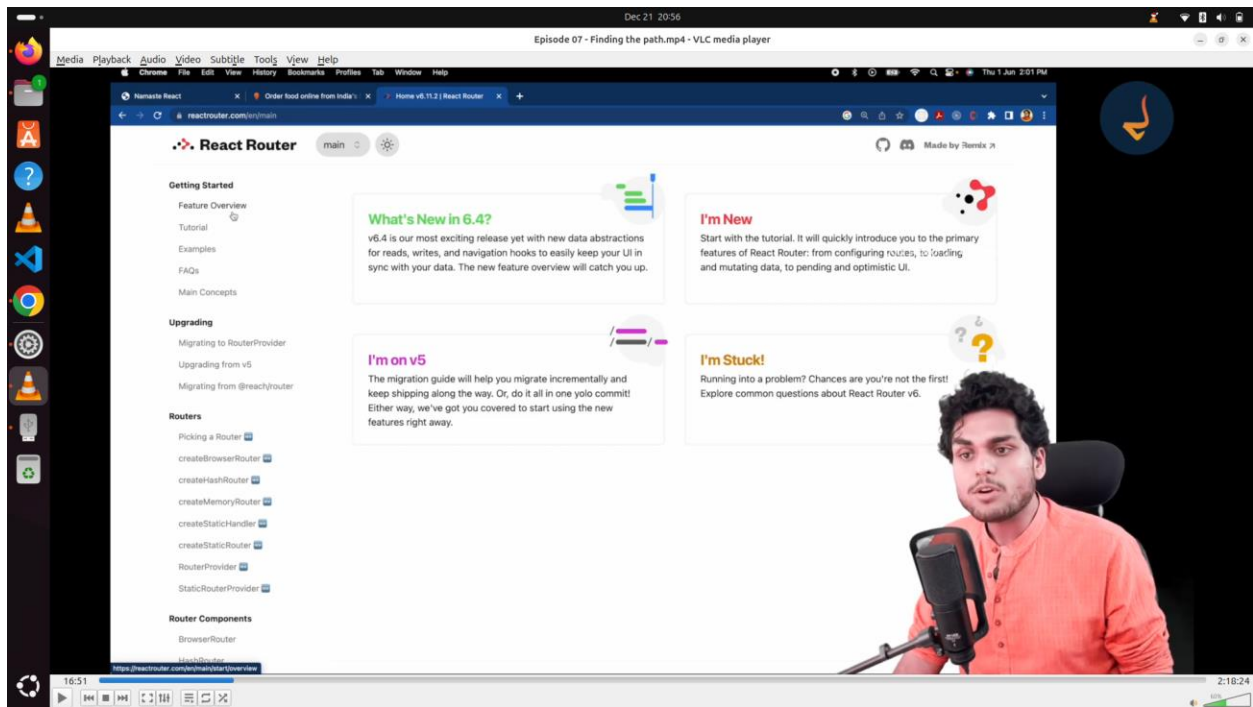 Dec 21 20:56
Episode 07 - Finding the path.mp4 - VLC media player
Media Playback Audio Video Subtitle Tools View Help
Chrome File Edit View History Bookmarks Profiles Tab Window Help
Thu 1 Jun 2:01 PM
Namaste React
Order food online from India's
Home v6.11.2 | React Router
reactrouter.com/en/main
React Router
main
Made by Remix
Getting Started
Feature Overview
Tutorial
Examples
FAQs
Main Concepts
Upgrading
Migrating to RouterProvider
Upgrading from v5
Migrating from @reach/router
Routers
Picking a Router
createBrowserRouter
createHashRouter
createMemoryRouter
createStaticHandler
createStaticRouter
RouterProvider
StaticRouterProvider
Router Components
BrowserRouter
HashRouter
What's New in 6.4?
v6.4 is our most exciting release yet with new data abstractions
for reads, writes, and navigation hooks to easily keep your UI in
sync with your data. The new feature overview will catch you up.
I'm New
Start with the tutorial. It will quickly introduce you to the primary
features of React Router: from configuring routes, to loading
and mutating data, to pending and optimistic UI.
I'm on v5
The migration guide will help you migrate incrementally and
keep shipping along the way. Or, do it all in one yolo commit!
Either way, we've got you covered to start using the new
features right away.
I'm Stuck!
Running into a problem? Chances are you're not the first!
Explore common questions about React Router v6.
https://reactrouter.com/en/main/start/overview
16:51
2:18:24
60%